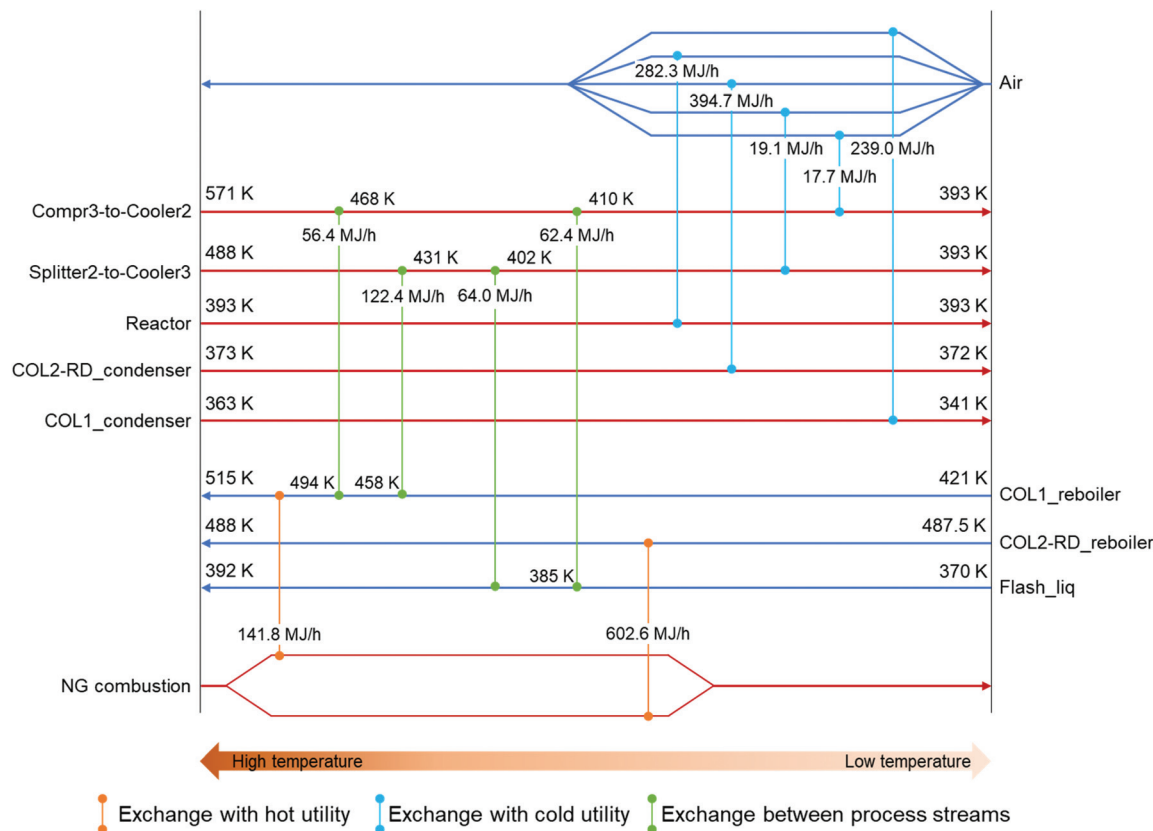 Air
282.3 MJ/h
394.7 MJ/h
19.1 MJ/h
239.0 MJ/h
17.7 MJ/h
Compr3-to-Cooler2
571 K
468 K
410 K
393 K
56.4 MJ/h
62.4 MJ/h
Splitter2-to-Cooler3
488 K
431 K
402 K
393 K
122.4 MJ/h
64.0 MJ/h
Reactor
393 K
393 K
COL2-RD_condenser
373 K
372 K
COL1_condenser
363 K
341 K
515 K
494 K
458 K
421 K
COL1_reboiler
488 K
487.5 K
COL2-RD_reboiler
392 K
385 K
370 K
Flash_liq
141.8 MJ/h
602.6 MJ/h
NG combustion
High temperature
Low temperature
Exchange with hot utility
Exchange with cold utility
Exchange between process streams